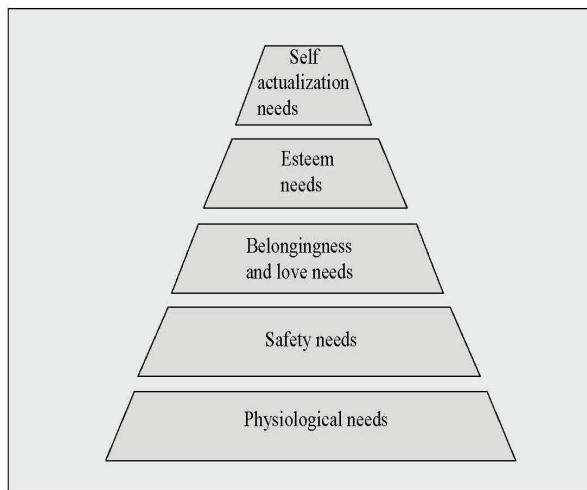 Self
actualization
needs
Esteem
needs
Belongingness
and love needs
Safety needs
Physiological needs